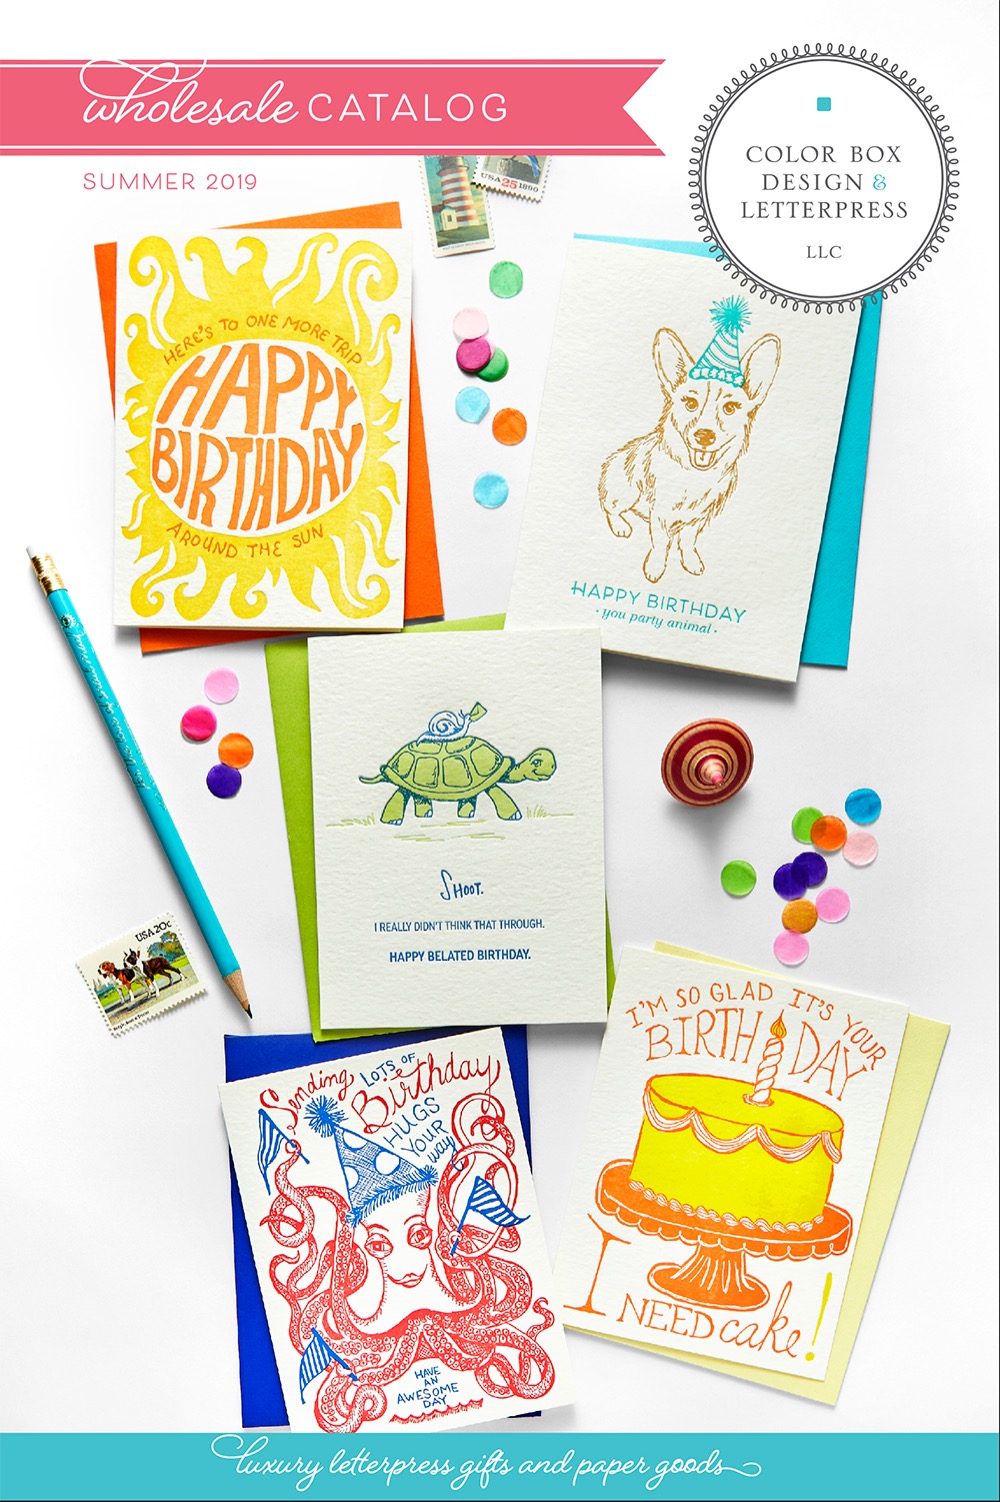 wholesale CATALOG
SUMMER 2019
COLOR BOX
DESIGN &
LETTERPRESS
LLC
USA 25 1890
HERE'S TO ONE MORE TRIP
HAPPY
BIRTHDAY
AROUND THE SUN
HAPPY BIRTHDAY
· you party animal ·
SHOOT.
I REALLY DIDN'T THINK THAT THROUGH.
HAPPY BELATED BIRTHDAY.
USA 20c
I'M SO GLAD IT'S YOUR
BIRTHDAY
I NEED cake!
Sending LOTS OF
Birthday
HUGS
YOUR
way
HAVE
AN
AWESOME
DAY
luxury letterpress gifts and paper goods